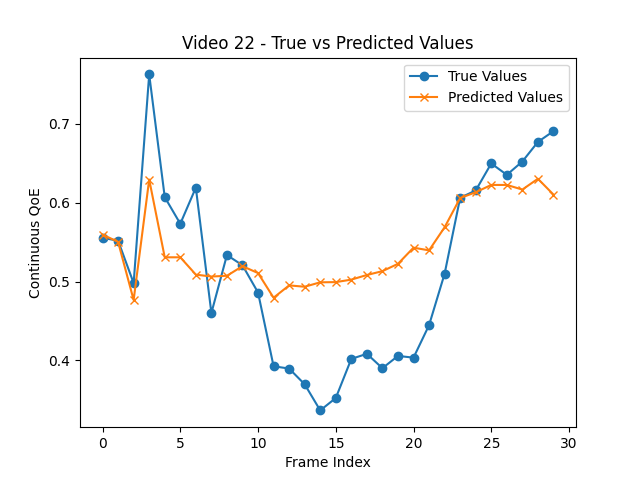 Video 22 - True vs Predicted Values
True Values
Predicted Values
Continuous QoE
0.7
0.6
0.5
0.4
0 5 10 15 20 25 30
Frame Index